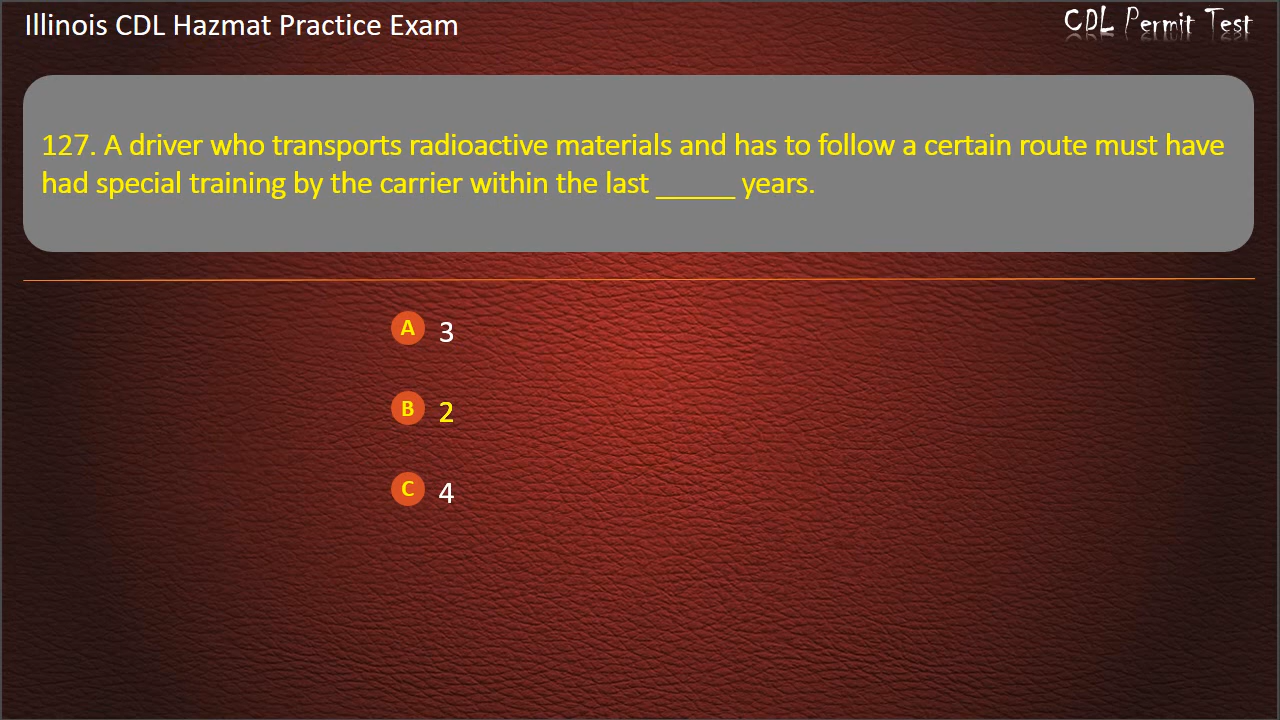 Illinois CDL Hazmat Practice Exam
CDL Permit Test
127. A driver who transports radioactive materials and has to follow a certain route must have
had special training by the carrier within the last _____ years.
A 3
B 2
C 4